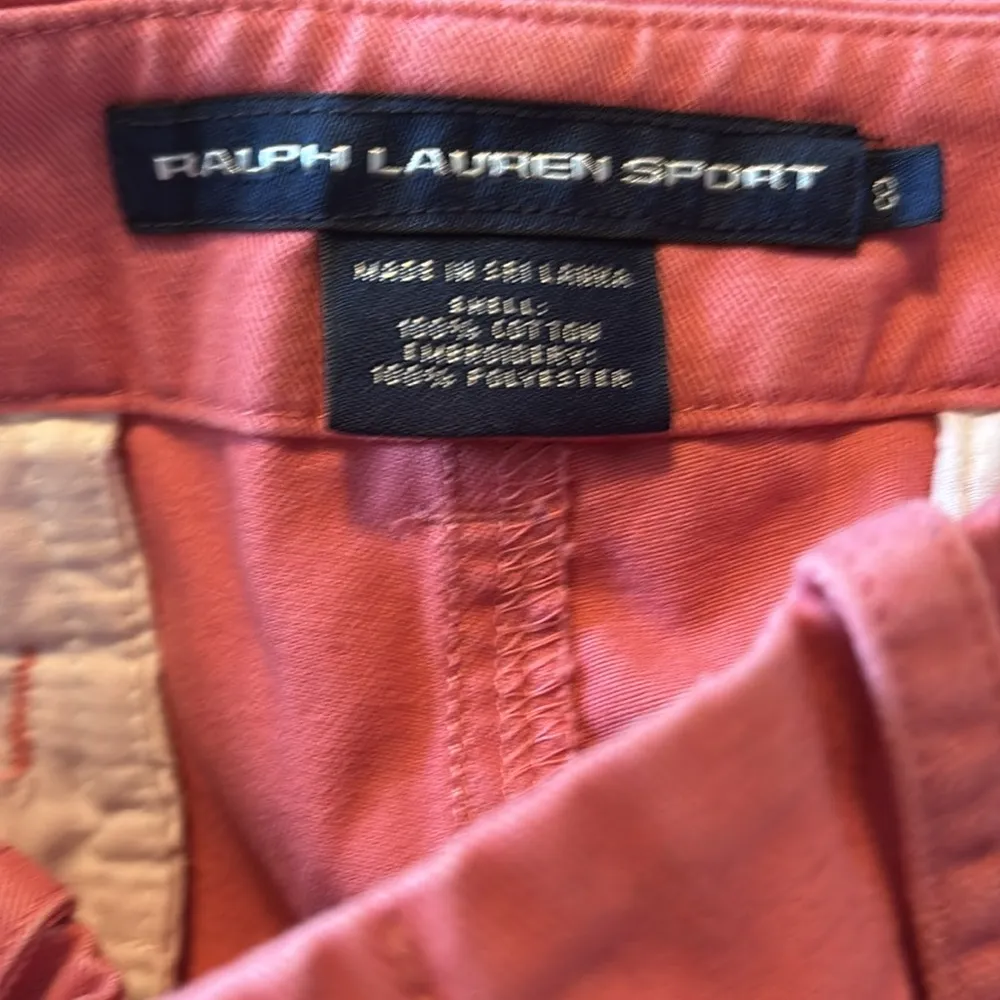 RALPH LAUREN SPORT
8
MADE IN SRI LANKA
SHELL:
100% COTTON
EMBROIDERY:
100% POLYESTER